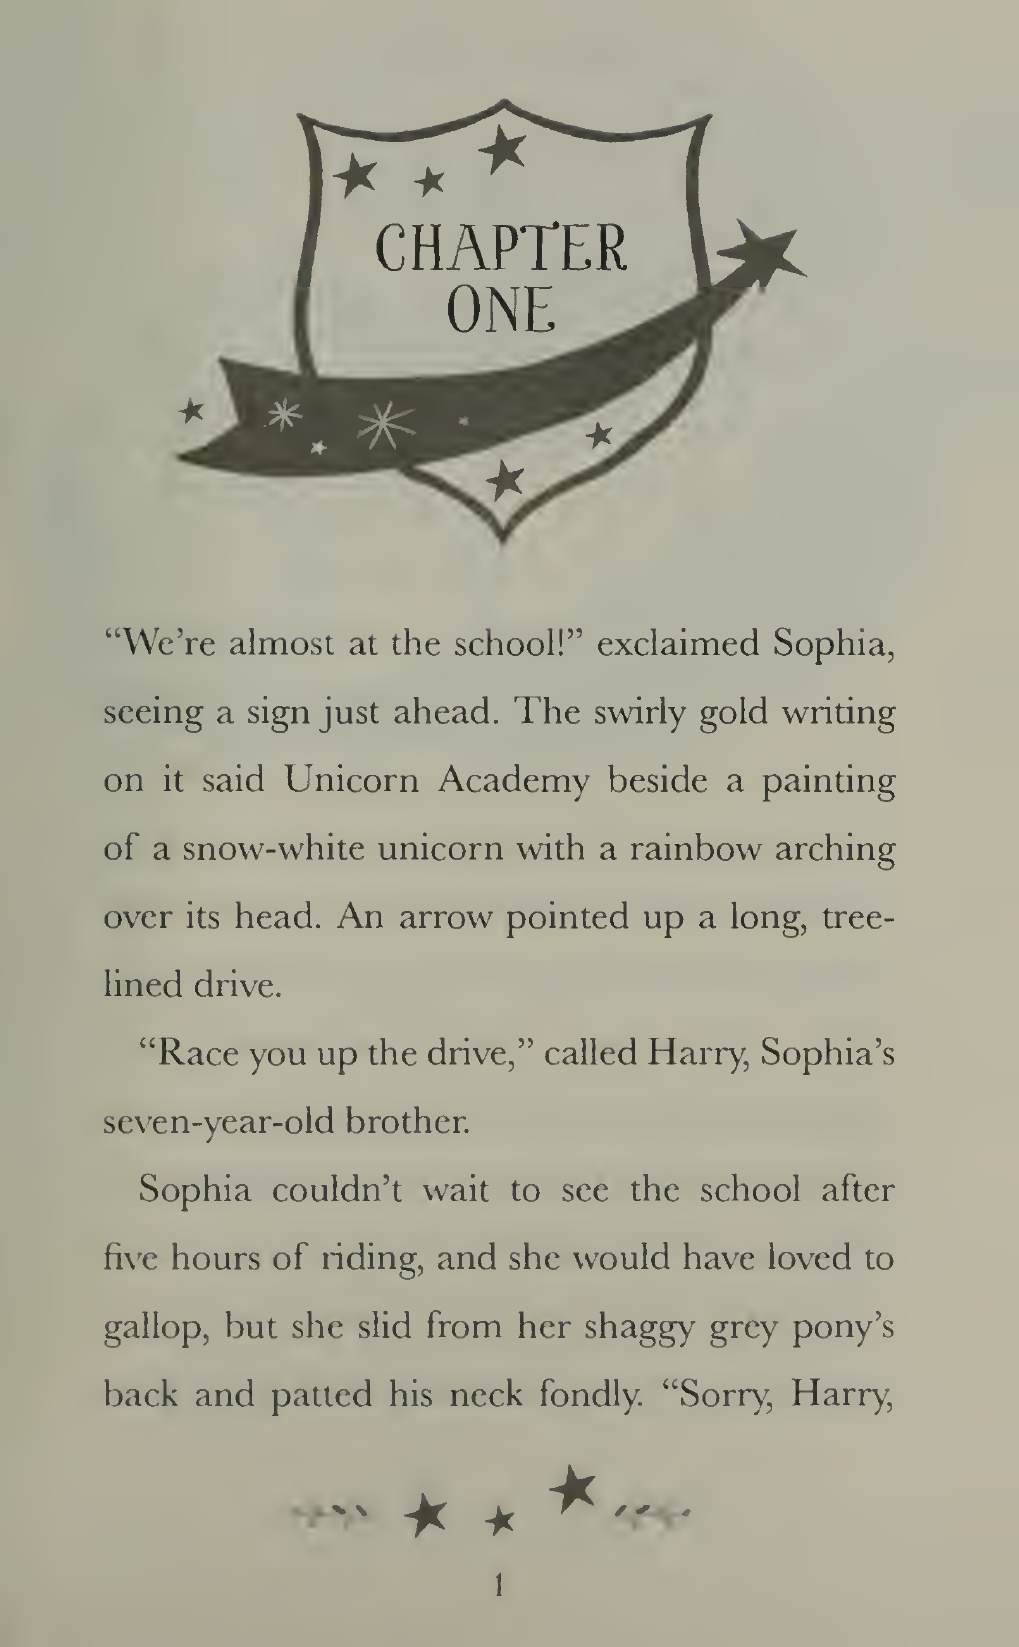 CHAPTER
ONE
“We’re almost at the school!” exclaimed Sophia,
seeing a sign just ahead. The swirly gold writing
on it said Unicorn Academy beside a painting
of a snow-white unicorn with a rainbow arching
over its head. An arrow pointed up a long, tree-
lined drive.
“Race you up the drive,” called Harry, Sophia’s
seven-year-old brother.
Sophia couldn’t wait to see the school after
five hours of riding, and she would have loved to
gallop, but she slid from her shaggy grey pony’s
back and patted his neck fondly. “Sorry, Harry,
1